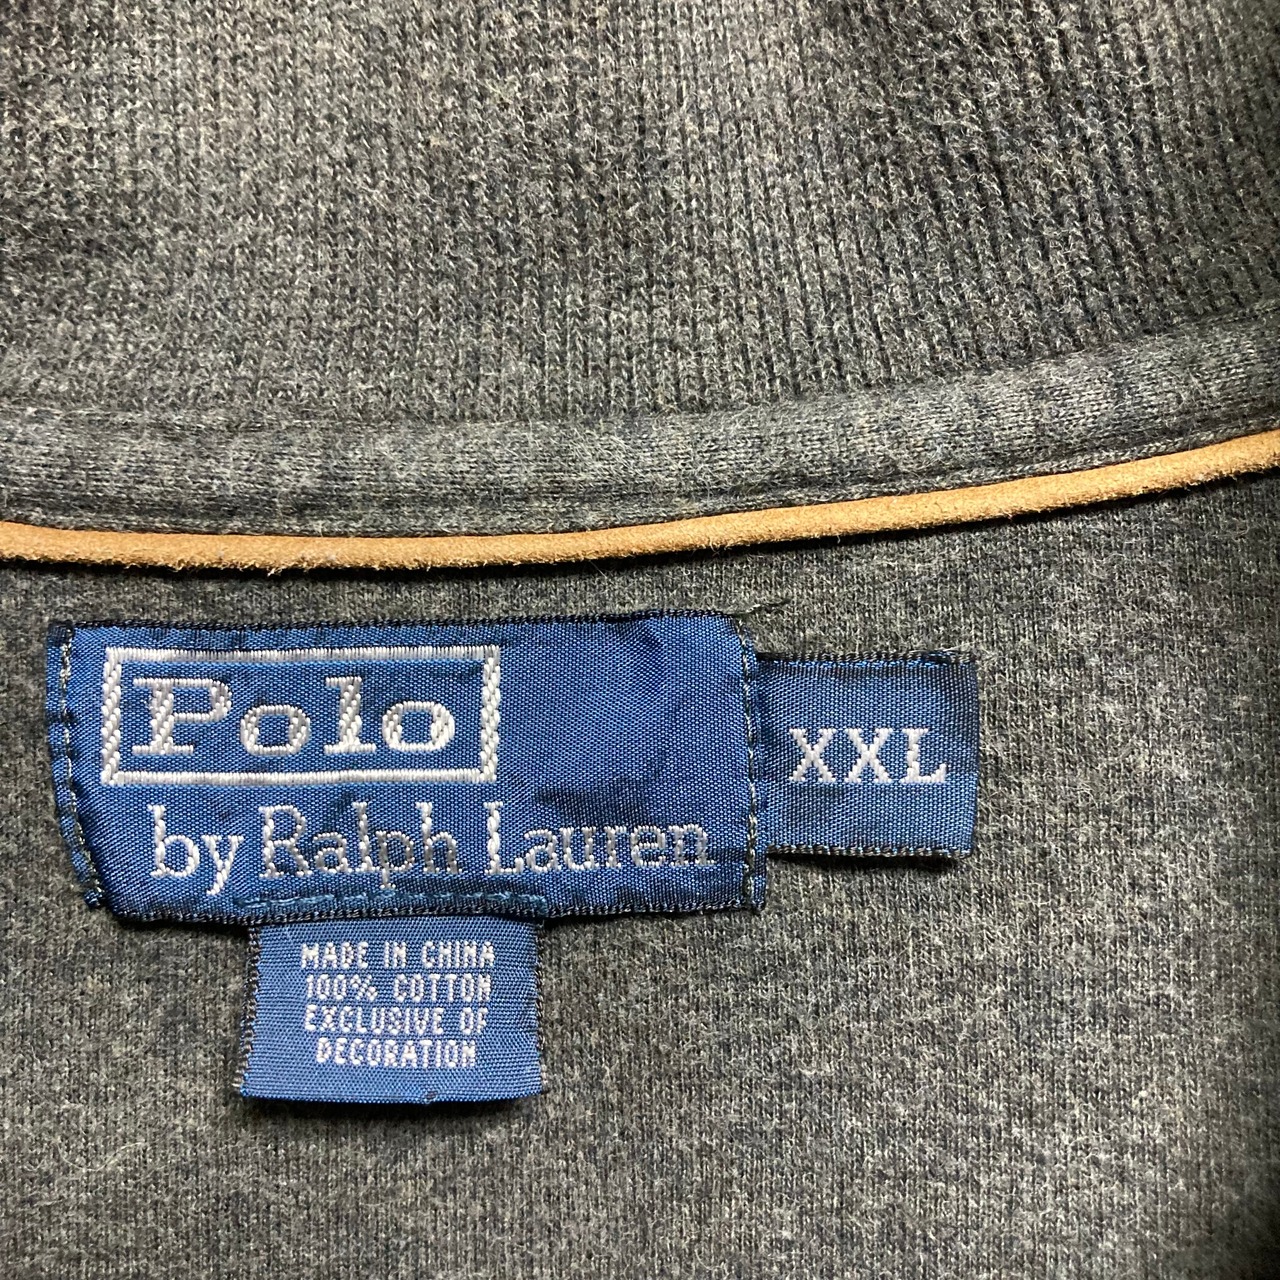 Polo
by Ralph Lauren
XXL
MADE IN CHINA
100% COTTON
EXCLUSIVE OF
DECORATION